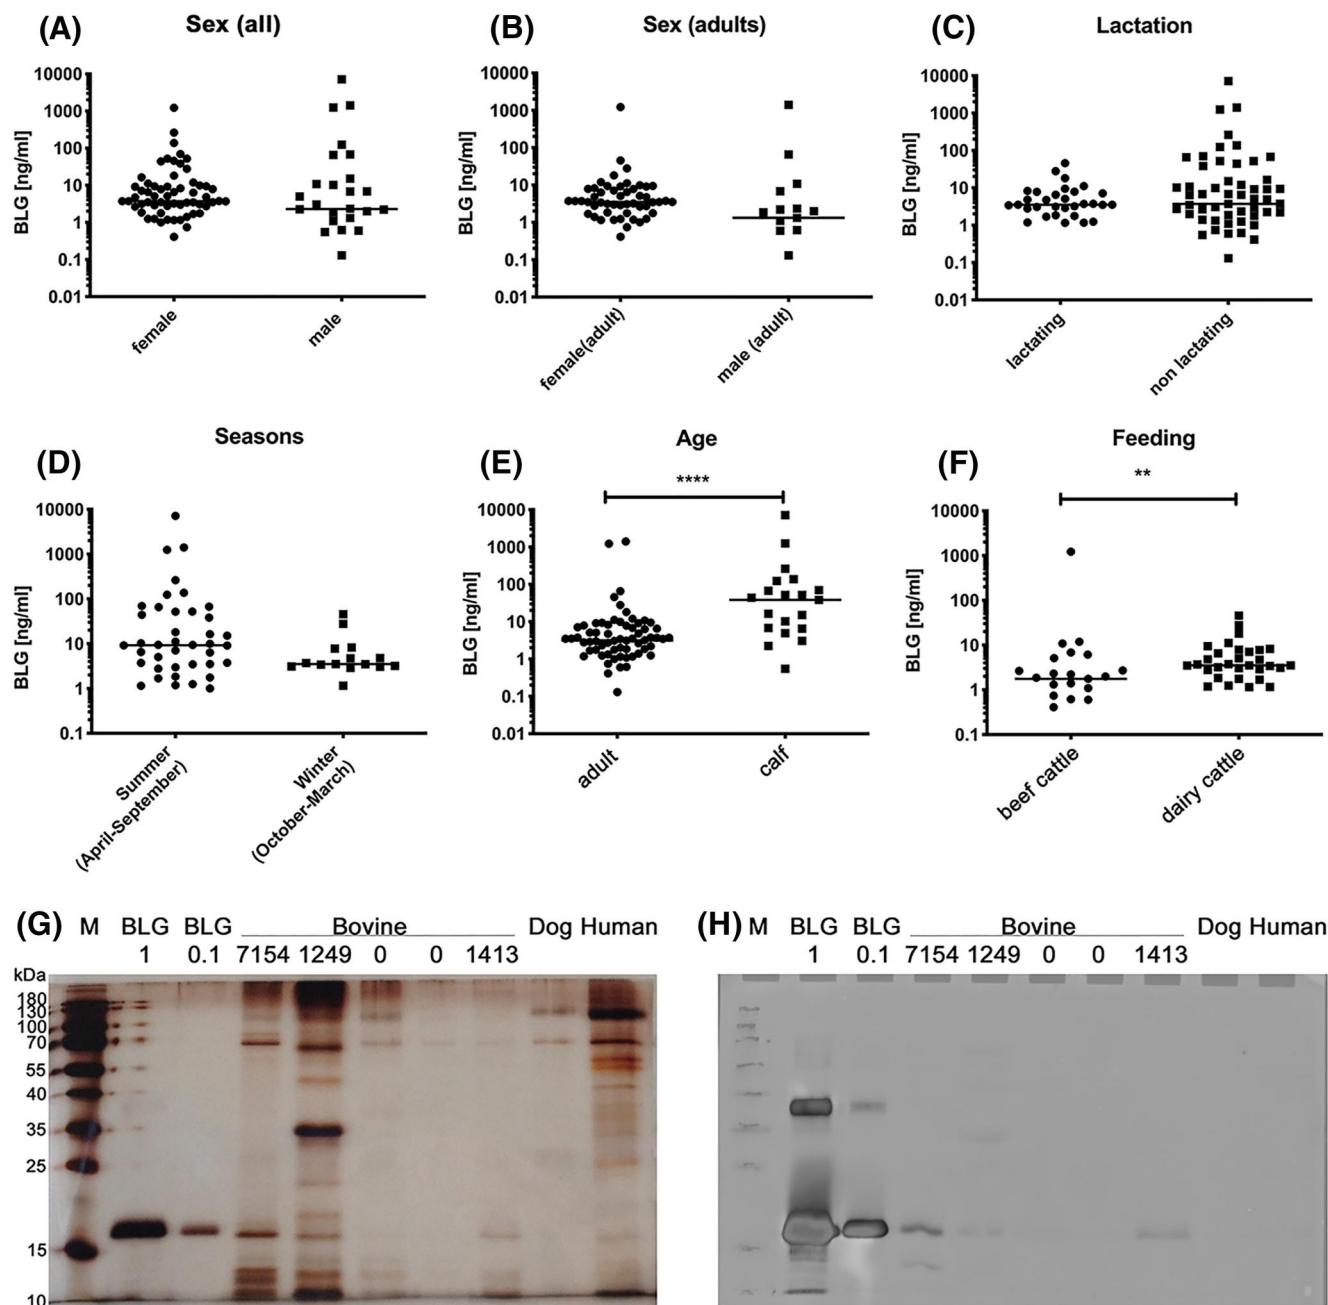 (A) Sex (all)
BLG [ng/ml]
10000
1000
100
10
1
0.1
0.01
female
male
(B) Sex (adults)
BLG [ng/ml]
10000
1000
100
10
1
0.1
0.01
female(adult)
male (adult)
(C) Lactation
BLG [ng/ml]
10000
1000
100
10
1
0.1
0.01
lactating
non lactating
(D) Seasons
BLG [ng/ml]
10000
1000
100
10
1
0.1
Summer
(April-September)
Winter
(October-March)
(E) Age
****
BLG [ng/ml]
10000
1000
100
10
1
0.1
0.01
adult
calf
(F) Feeding
**
BLG [ng/ml]
10000
1000
100
10
1
0.1
beef cattle
dairy cattle
(G) M BLG BLG Bovine Dog Human
1 0.1 7154 1249 0 0 1413
kDa
180
130
100
70
55
40
35
25
15
10
(H) M BLG BLG Bovine Dog Human
1 0.1 7154 1249 0 0 1413